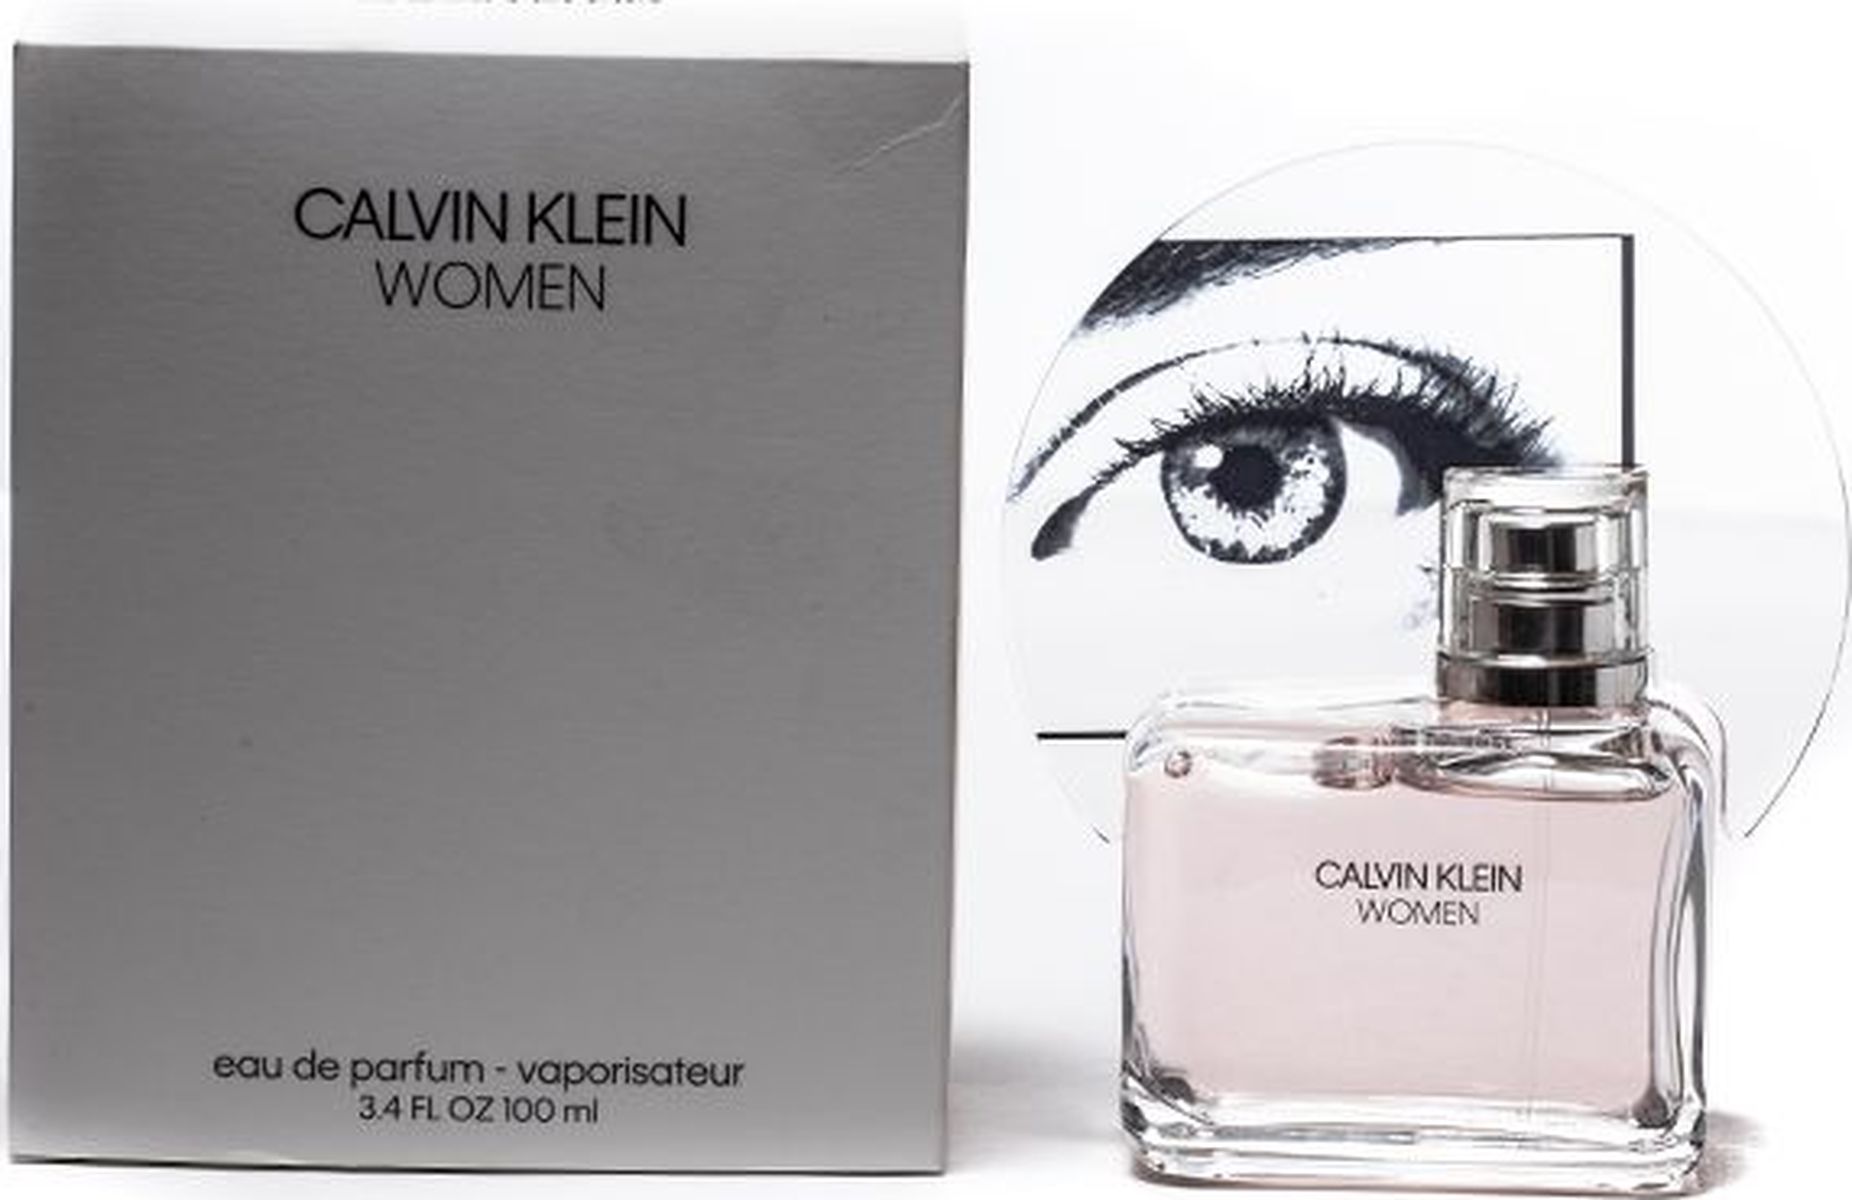 CALVIN KLEIN
WOMEN
eau de parfum - vaporisateur
3.4 FL OZ 100 ml
CALVIN KLEIN
WOMEN